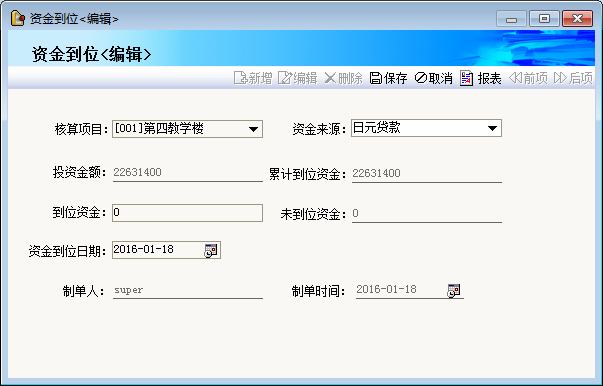 资金到位<编辑>
资金到位<编辑>
新增 编辑 删除 保存 取消 报表 前项 后项
核算项目: [001]第四教学楼 资金来源: 日元贷款
投资金额: 22631400 累计到位资金: 22631400
到位资金: 0 未到位资金: 0
资金到位日期: 2016-01-18
制单人: super 制单时间: 2016-01-18